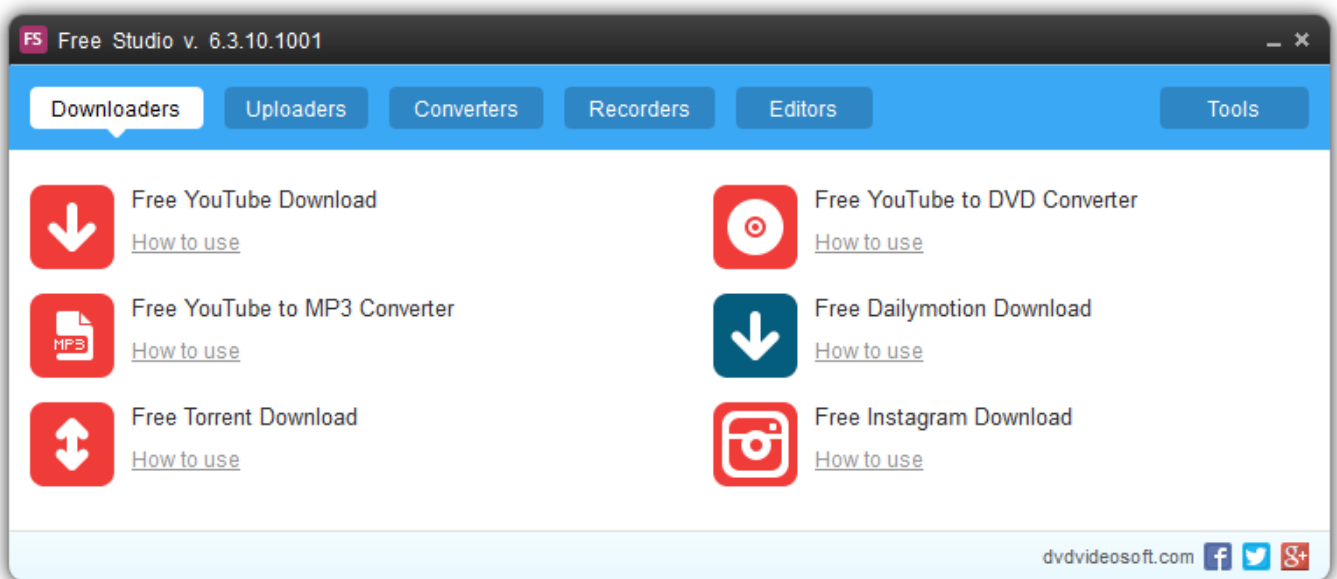 FS Free Studio v. 6.3.10.1001
Downloaders Uploaders Converters Recorders Editors Tools
Free YouTube Download
How to use
Free YouTube to DVD Converter
How to use
MP3
Free YouTube to MP3 Converter
How to use
Free Dailymotion Download
How to use
Free Torrent Download
How to use
Free Instagram Download
How to use
dvdvideosoft.com f g+